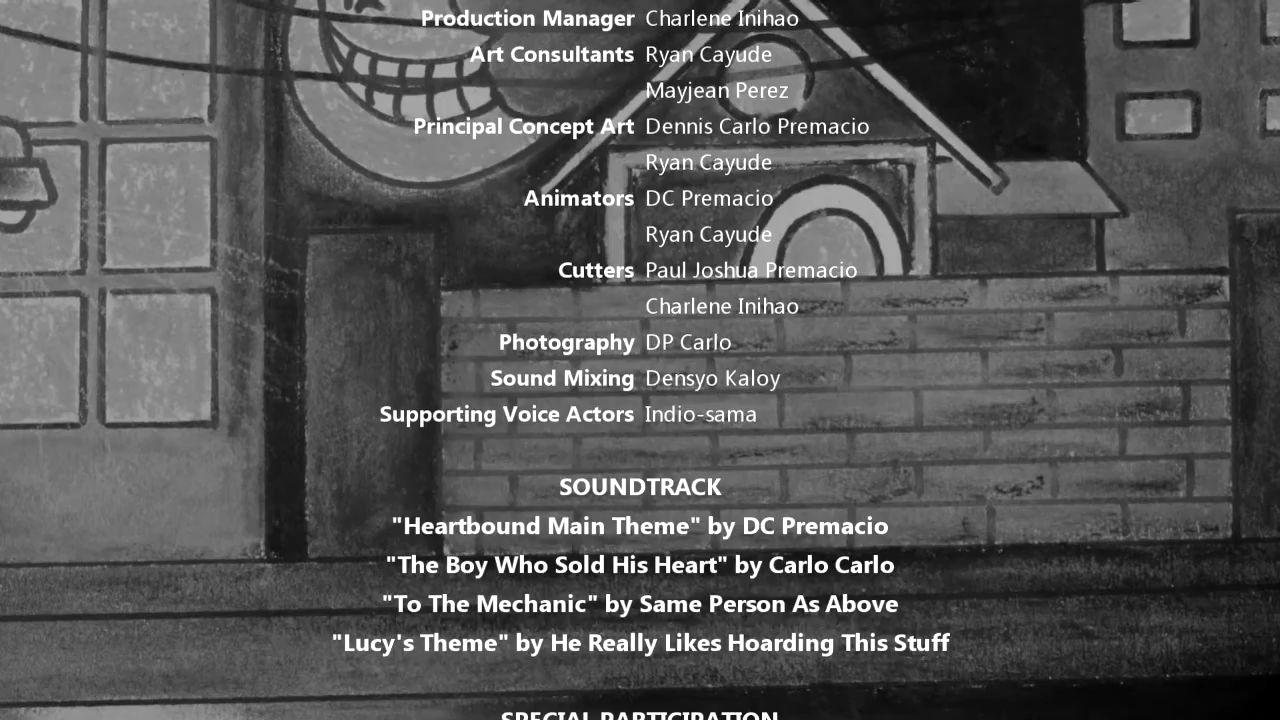 Production Manager Charlene Inihao
Art Consultants Ryan Cayude
Mayjean Perez
Principal Concept Art Dennis Carlo Premacio
Ryan Cayude
Animators DC Premacio
Ryan Cayude
Cutters Paul Joshua Premacio
Charlene Inihao
Photography DP Carlo
Sound Mixing Densyo Kaloy
Supporting Voice Actors Indio-sama
SOUNDTRACK
"Heartbound Main Theme" by DC Premacio
"The Boy Who Sold His Heart" by Carlo Carlo
"To The Mechanic" by Same Person As Above
"Lucy's Theme" by He Really Likes Hoarding This Stuff
SPECIAL PARTICIPATION